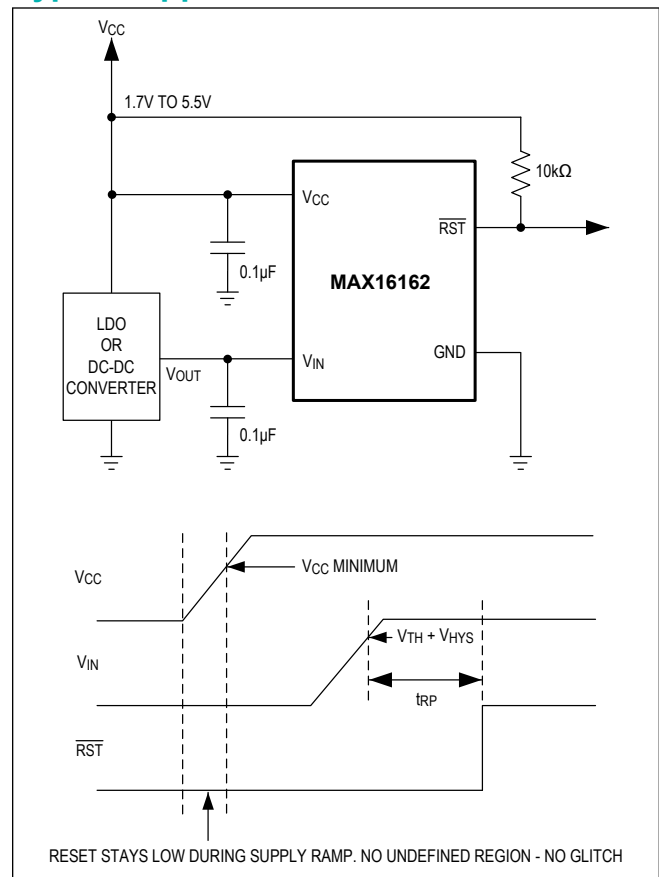 VCC
1.7V TO 5.5V
10kΩ
VCC
RST
0.1µF
MAX16162
LDO
OR
DC-DC
CONVERTER
VOUT
VIN
GND
0.1µF
VCC
VCC MINIMUM
VTH + VHYS
VIN
tRP
RST
RESET STAYS LOW DURING SUPPLY RAMP. NO UNDEFINED REGION - NO GLITCH